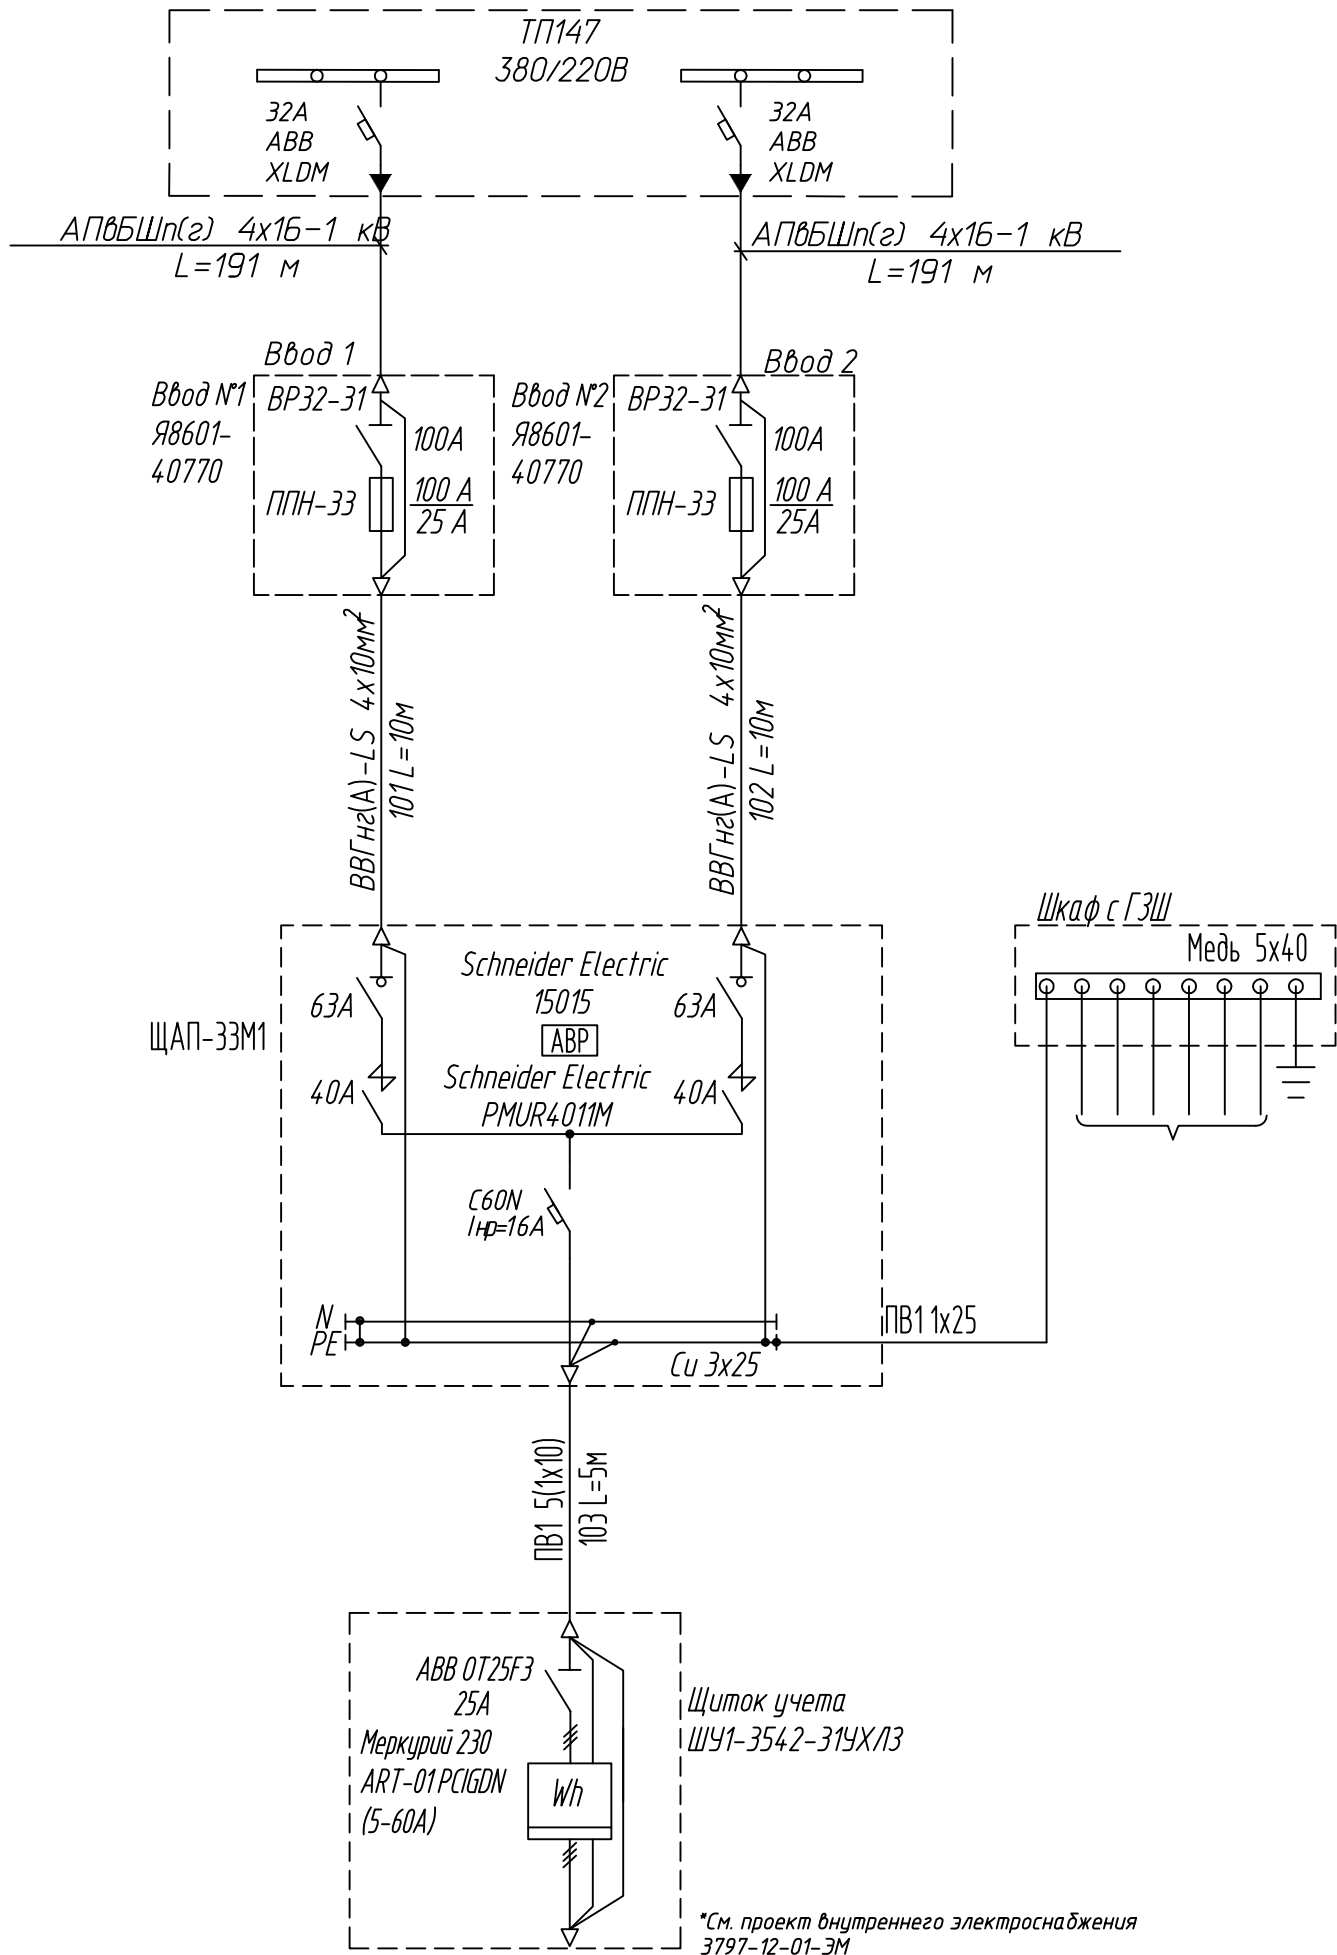 ТП147
380/220В
32А
АВВ
XLDM
32А
АВВ
XLDM
АПвБШп(г) 4х16-1 кВ
L=191 м
АПвБШп(г) 4х16-1 кВ
L=191 м
Ввод 1
Ввод 2
Ввод №1
Я8601-
40770
ВР32-31
100А
ППН-33
100 А
25 А
Ввод №2
Я8601-
40770
ВР32-31
100А
ППН-33
100 А
25А
ВВГнг(А)-LS 4х10мм²
101 L=10м
ВВГнг(А)-LS 4х10мм²
102 L=10м
Шкаф с ГЗШ
Медь 5х40
ЩАП-33М1
Schneider Electric
15015
АВР
Schneider Electric
PMUR4011M
63А
40А
63А
40А
C60N
Iнр=16А
N
PE
Си 3х25
ПВ1 1х25
ПВ1 5(1х10)
103 L=5м
АВВ ОТ25F3
25А
Меркурий 230
ART-01 PCIGDN
(5-60А)
Wh
Щиток учета
ШУ1-3542-31УХЛ3
*См. проект внутреннего электроснабжения
3797-12-01-ЭМ